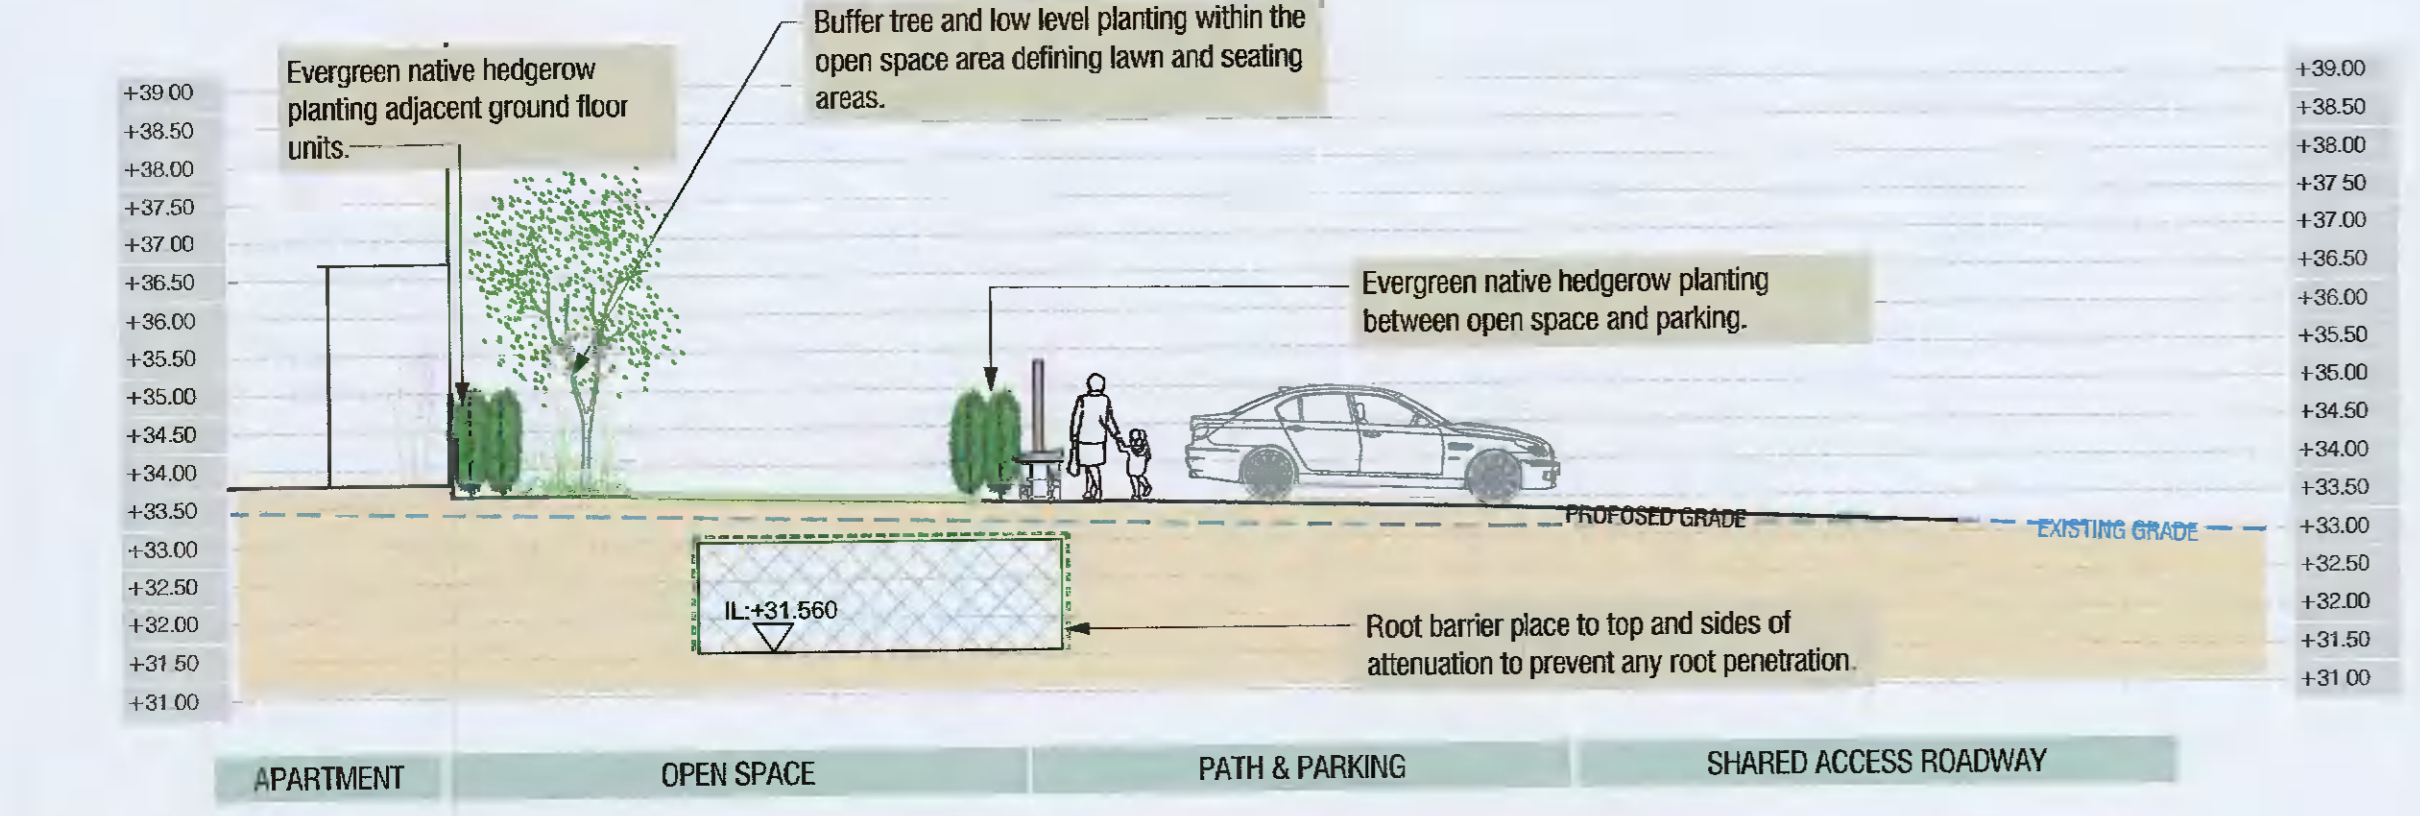 Buffer tree and low level planting within the
open space area defining lawn and seating
areas.
Evergreen native hedgerow
planting adjacent ground floor
units.
+39 00
+38.50
+38.00
+37.50
+37 00
+36.50
+36.00
+35.50
+35.00
+34.50
+34.00
+33.50
+33.00
+32.50
+32.00
+31 50
+31 00
+39.00
+38.50
+38.00
+37 50
+37.00
+36.50
+36.00
+35.50
+35.00
+34.50
+34.00
+33.50
+33.00
+32.50
+32.00
+31.50
+31 00
Evergreen native hedgerow planting
between open space and parking.
PROPOSED GRADE
EXISTING GRADE
IL:+31.560
Root barrier place to top and sides of
attenuation to prevent any root penetration.
APARTMENT
OPEN SPACE
PATH & PARKING
SHARED ACCESS ROADWAY